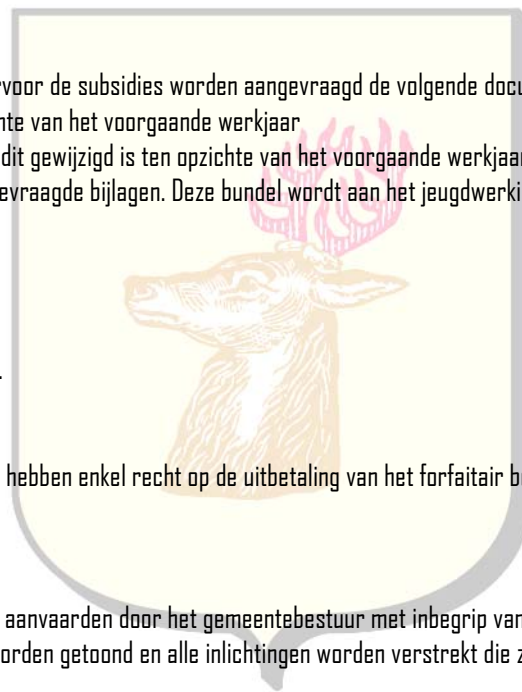 rvoor de subsidies worden aangevraagd de volgende docu
nte van het voorgaande werkjaar
dit gewijzigd is ten opzichte van het voorgaande werkjaar
evraagde bijlagen. Deze bundel wordt aan het jeugdwerki
.
hebben enkel recht op de uitbetaling van het forfaitair b
aanvaarden door het gemeentebestuur met inbegrip van
orden getoond en alle inlichtingen worden verstrekt die z